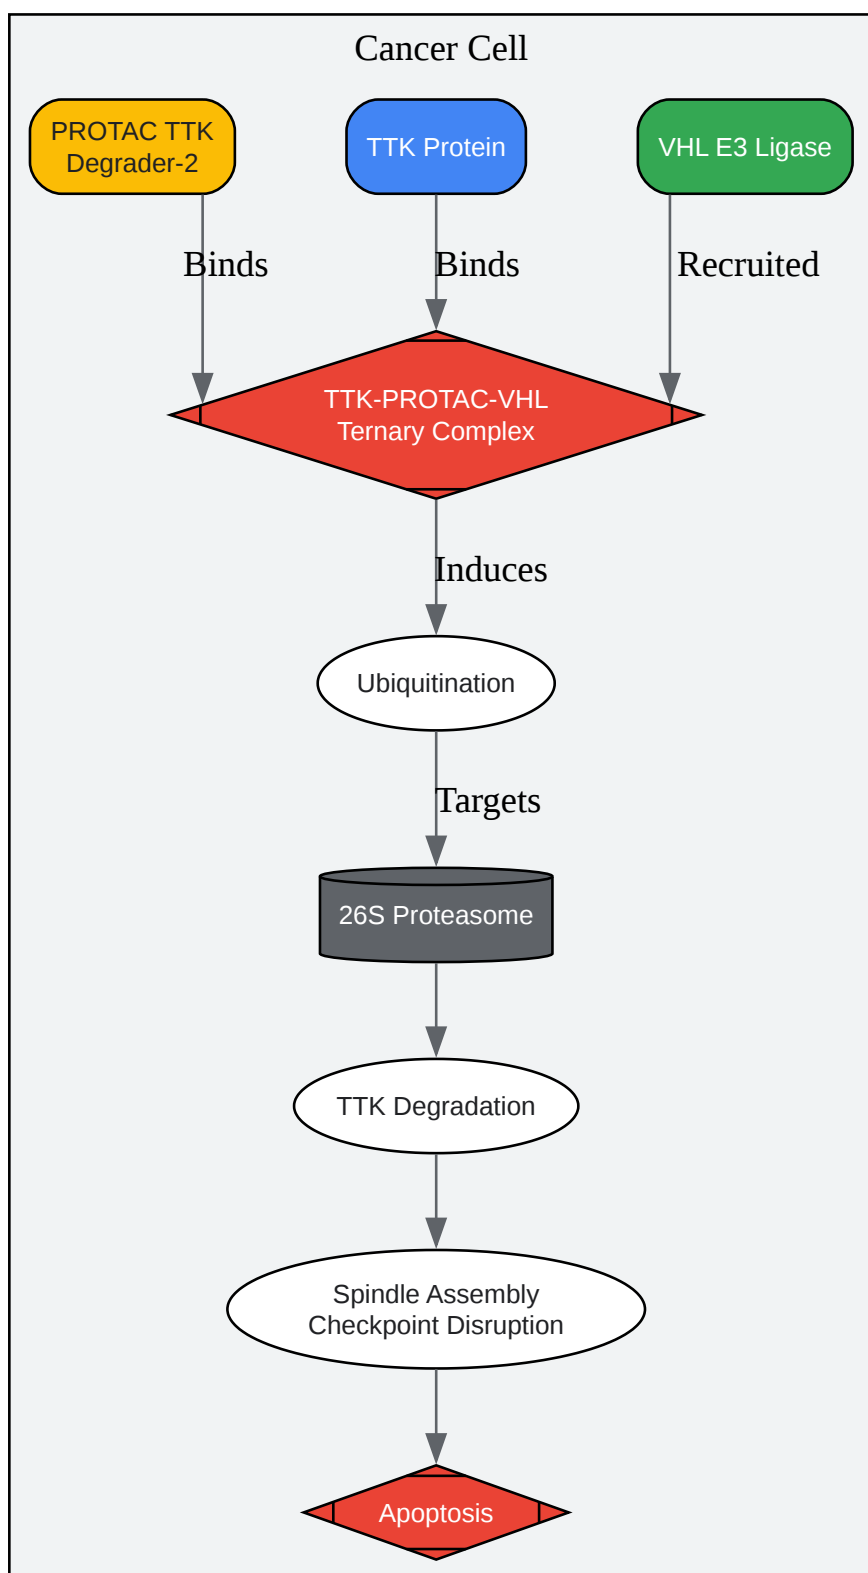 Cancer Cell
PROTAC TTK
Degrader-2
TTK Protein
VHL E3 Ligase
Binds
Binds
Recruited
TTK-PROTAC-VHL
Ternary Complex
Induces
Ubiquitination
Targets
26S Proteasome
TTK Degradation
Spindle Assembly
Checkpoint Disruption
Apoptosis